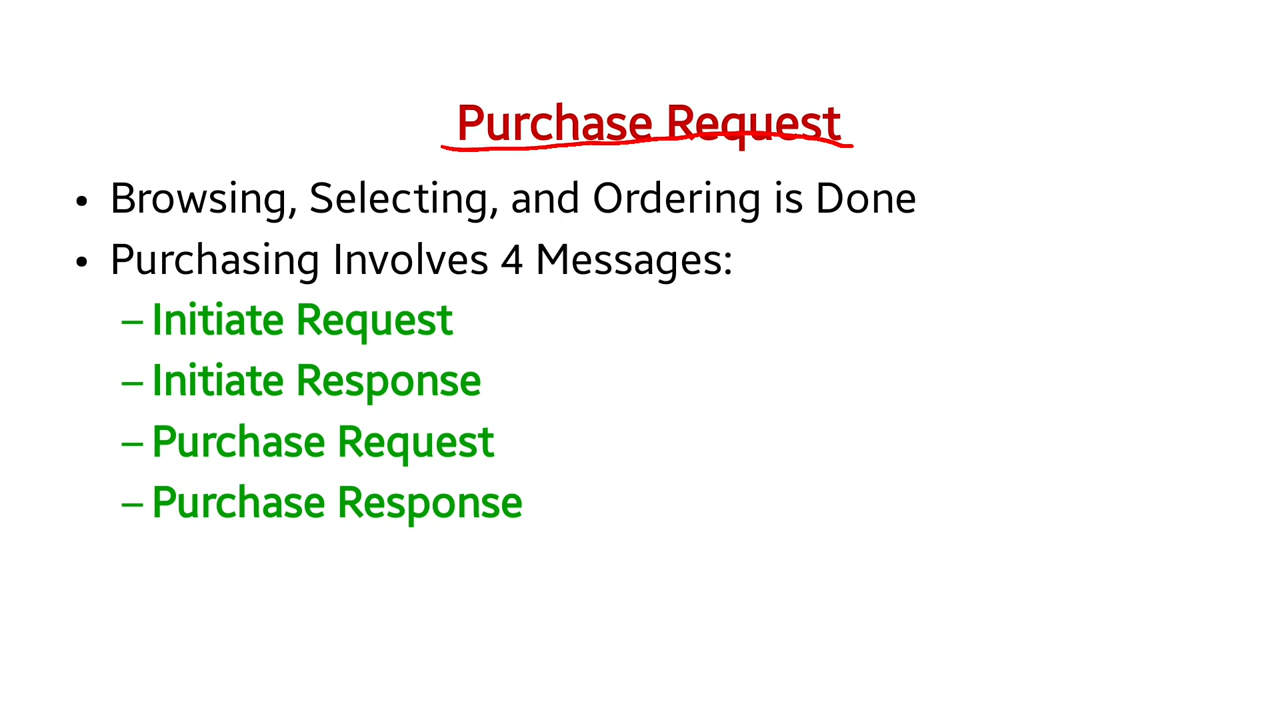 Purchase Request
• Browsing, Selecting, and Ordering is Done
• Purchasing Involves 4 Messages:
– Initiate Request
– Initiate Response
– Purchase Request
– Purchase Response